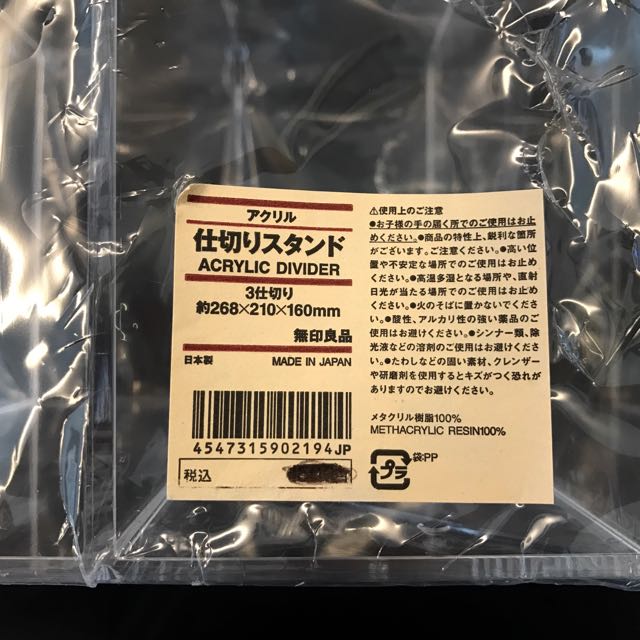 アクリル
仕切りスタンド
ACRYLIC DIVIDER
3仕切り
約268×210×160mm
無印良品
日本製 MADE IN JAPAN
4547315902194JP
税込
⚠使用上のご注意
●お子様の手の届く所でのご使用はお止
めください。●商品の特性上、鋭利な箇所
がございます。ご注意ください。●高い位
置や不安定な場所でのご使用はお止め
ください。●高温多湿となる場所や、直射
日光が当たる場所でのご使用はお止め
ください。●火のそばに置かないでくださ
い。●酸性、アルカリ性の強い薬品のご
使用はお避けください。●シンナー類、除
光液などの溶剤のご使用はお避けくださ
い。●たわしなどの固い素材、クレンザー
や研磨剤を使用するとキズがつく恐れが
ありますのでお避けください。
メタクリル樹脂100%
METHACRYLIC RESIN100%
プラ
袋:PP